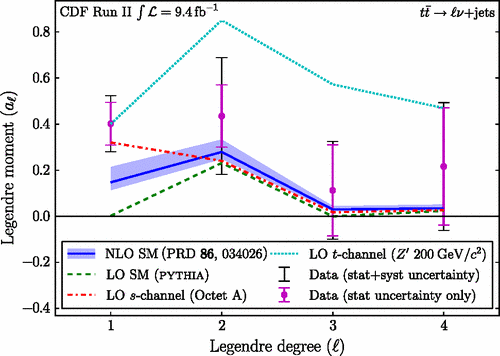 CDF Run II ∫ℒ = 9.4 fb⁻¹
tt̄ → ℓν+jets
Legendre moment (aℓ)
0.8
0.6
0.4
0.2
0.0
−0.2
−0.4
NLO SM (PRD 86, 034026)
LO SM (PYTHIA)
LO s-channel (Octet A)
LO t-channel (Z′ 200 GeV/c²)
Data (stat+syst uncertainty)
Data (stat uncertainty only)
1 2 3 4
Legendre degree (ℓ)